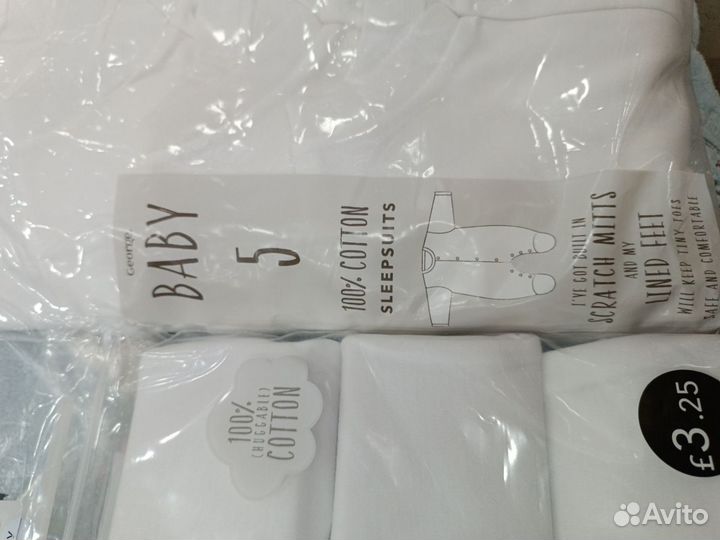 George.
BABY
5
100% COTTON
SLEEPSUITS
I'VE GOT BUILT IN
SCRATCH MITTS
AND MY
LINED FEET
WILL KEEP TINY TOES
SAFE AND COMFORTABLE
100%
(HUGGABLE)
COTTON
£3.25
Avito